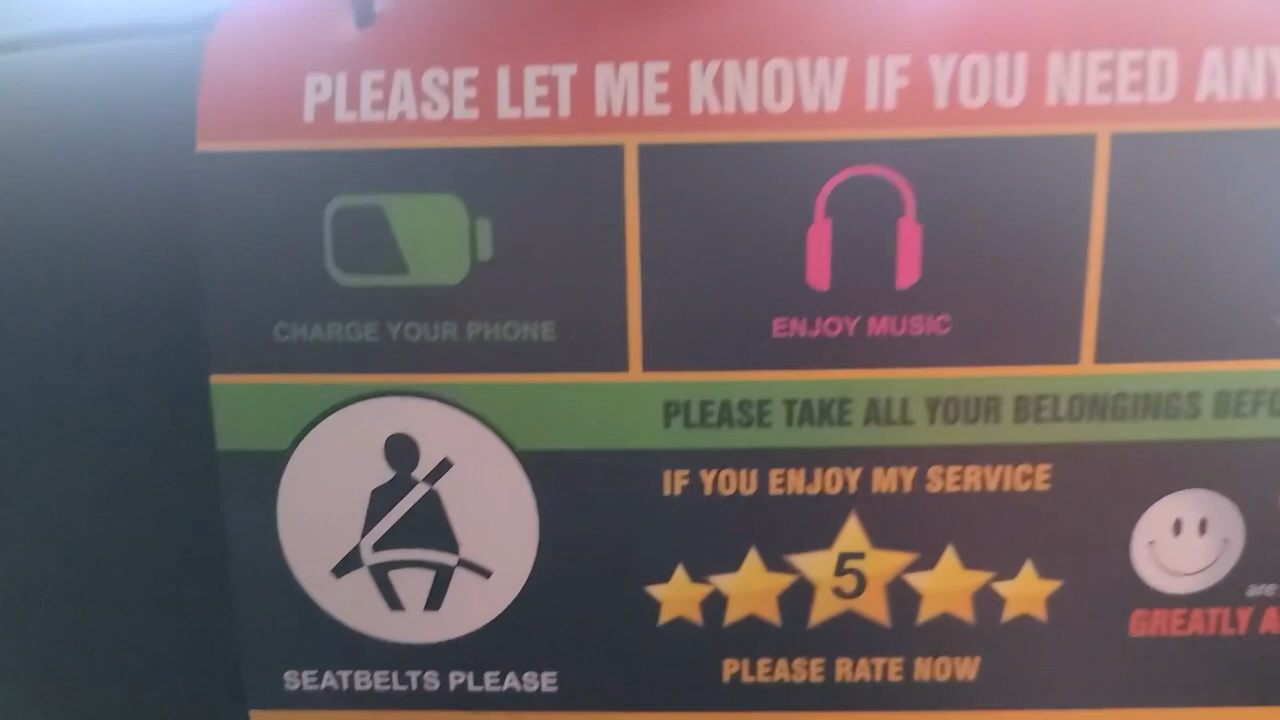 PLEASE LET ME KNOW IF YOU NEED ANY
CHARGE YOUR PHONE
ENJOY MUSIC
PLEASE TAKE ALL YOUR BELONGINGS
SEATBELTS PLEASE
IF YOU ENJOY MY SERVICE
5
PLEASE RATE NOW
are
GREATLY